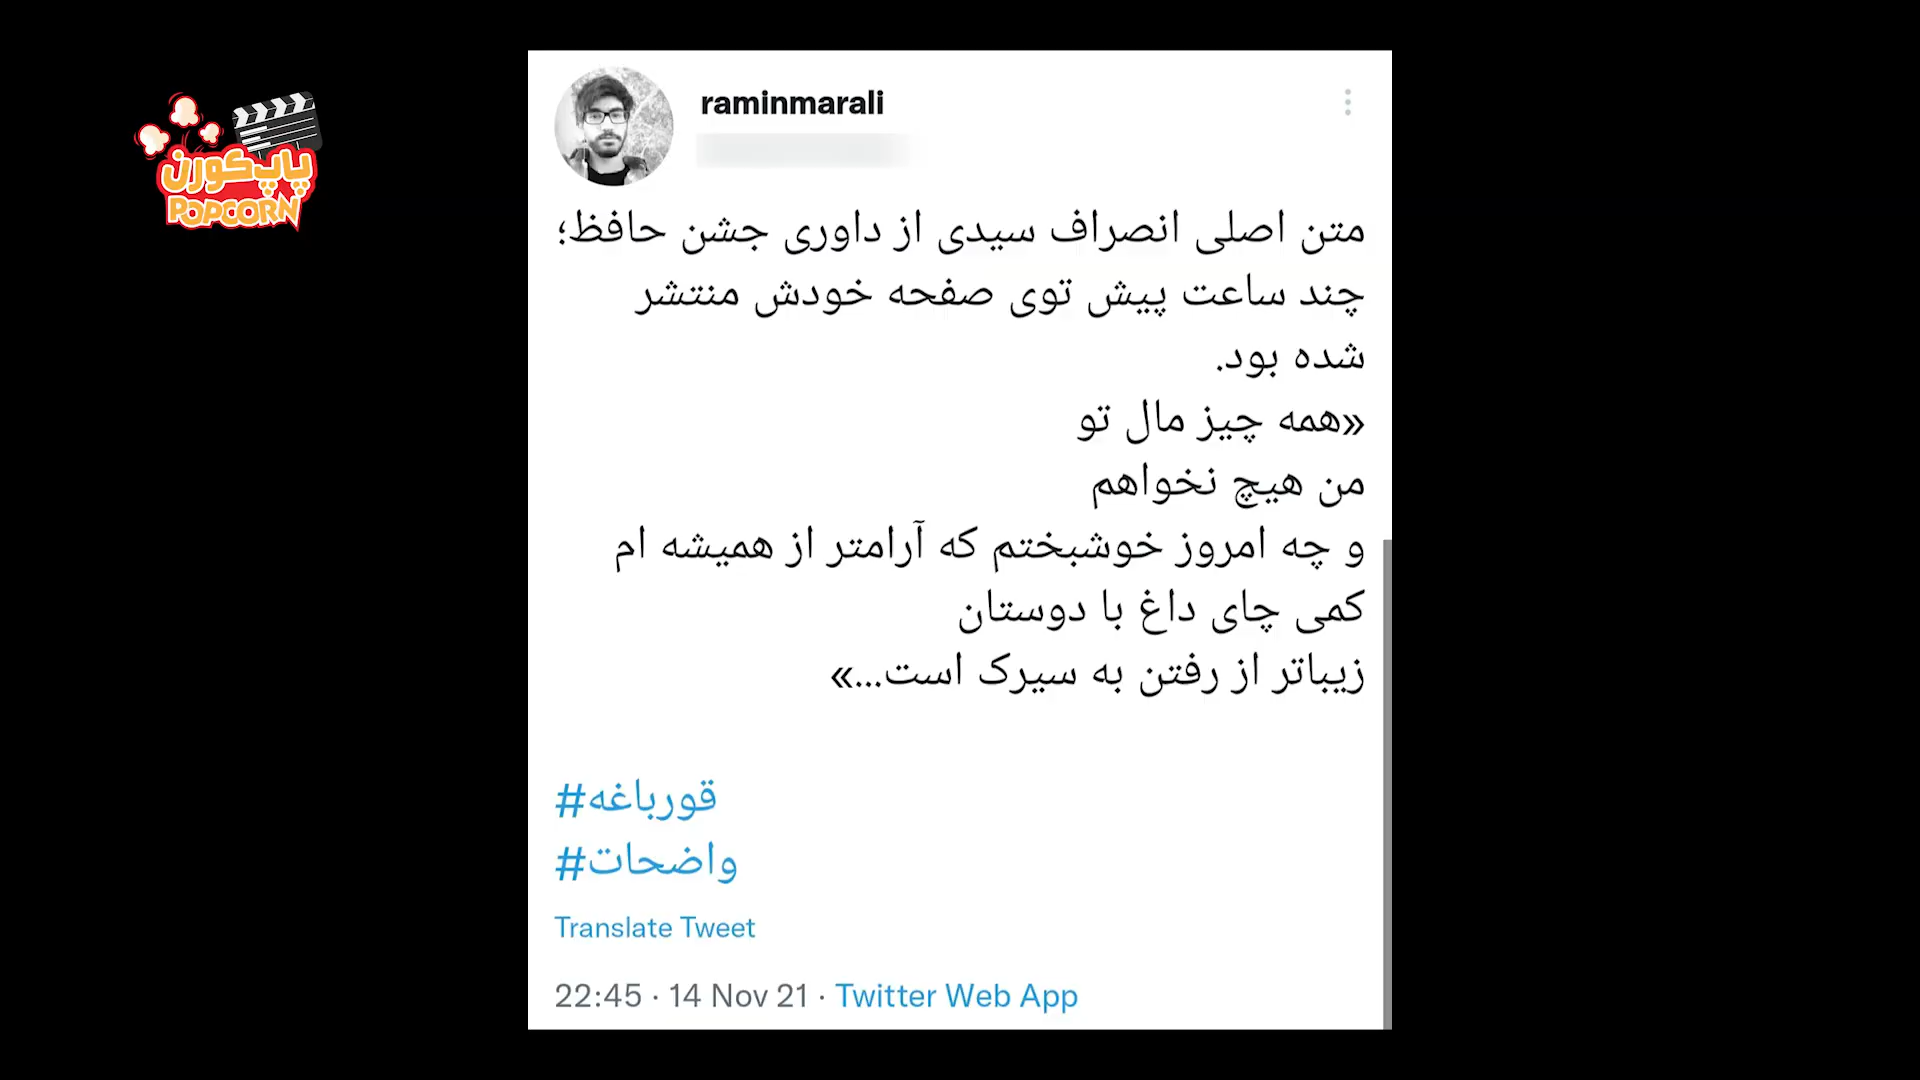 پاپ‌کورن
POPCORN
raminmarali
متن اصلی انصراف سیدی از داوری جشن حافظ؛
چند ساعت پیش توی صفحه خودش منتشر
شده بود.
«همه چیز مال تو
من هیچ نخواهم
و چه امروز خوشبختم که آرامتر از همیشه ام
کمی چای داغ با دوستان
زیباتر از رفتن به سیرک است...»
#قورباغه
#واضحات
Translate Tweet
22:45 · 14 Nov 21 · Twitter Web App